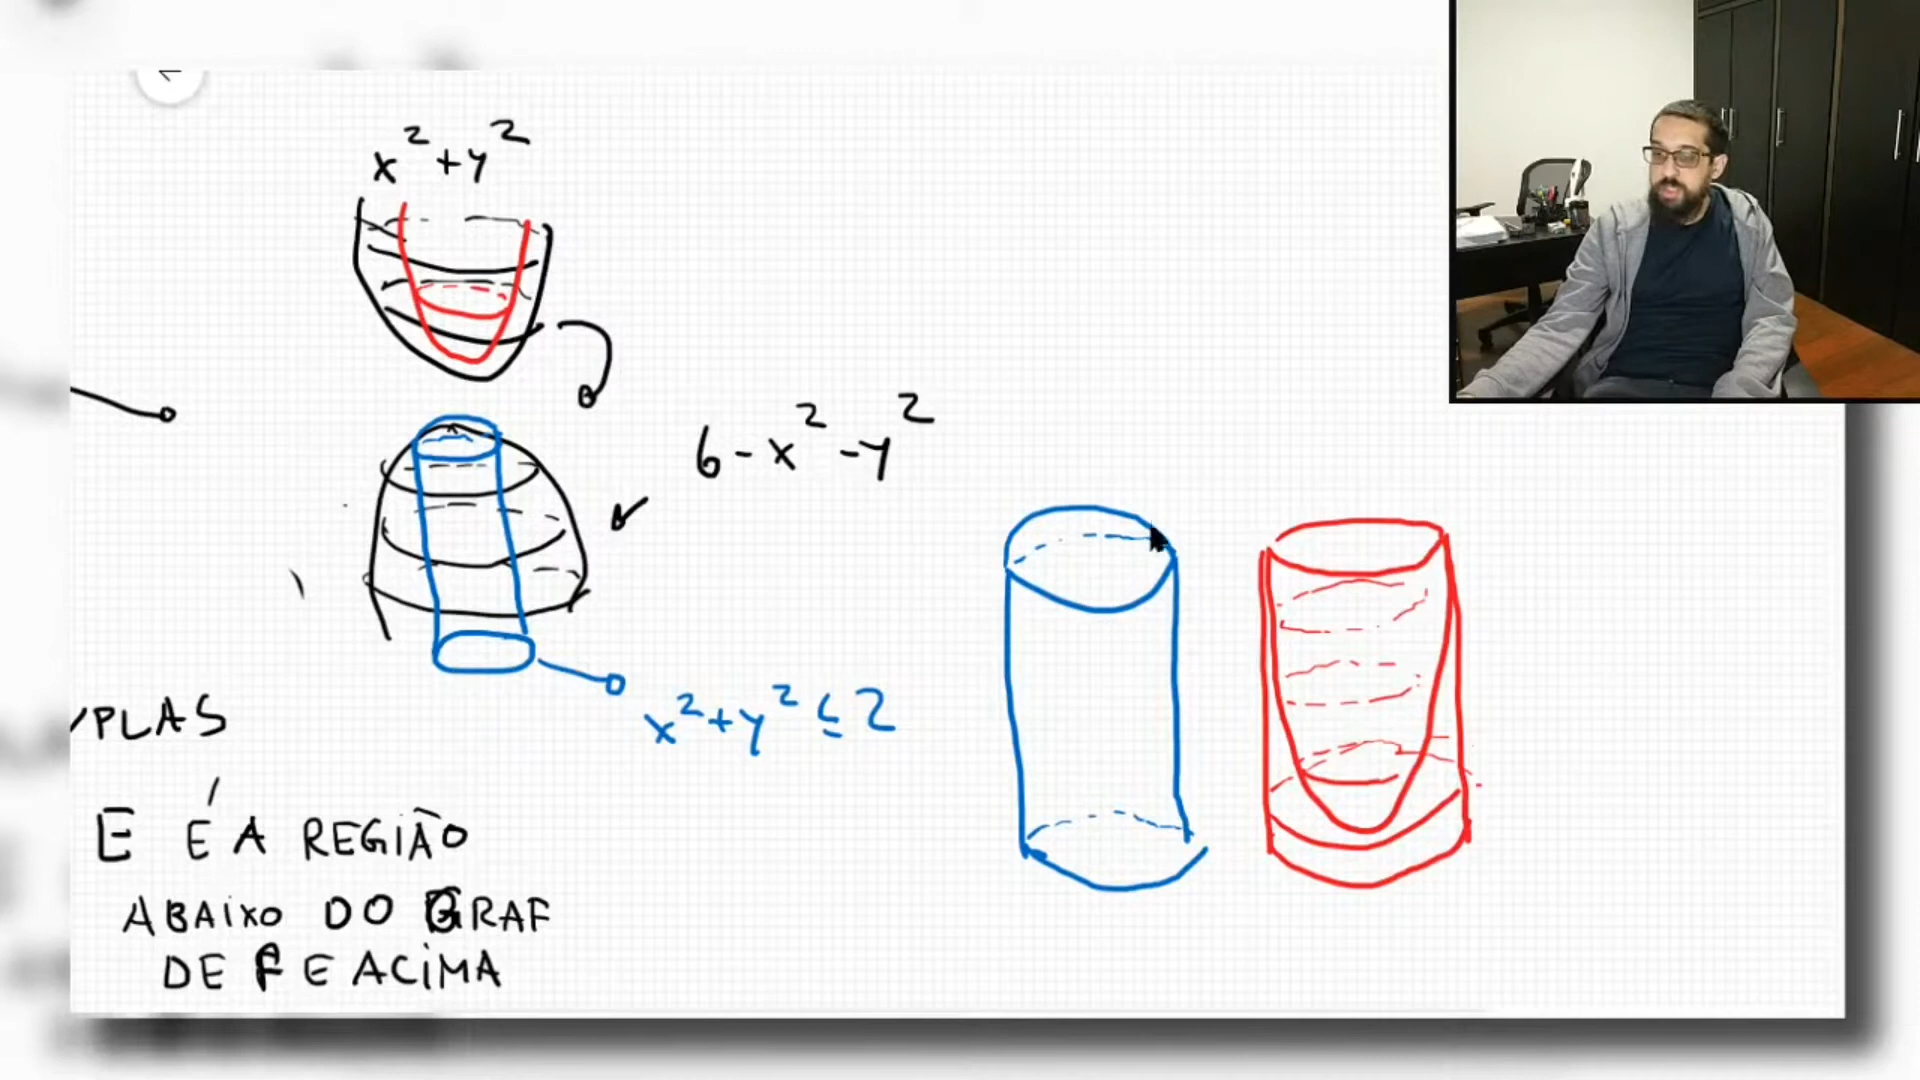 x²+y²
6-x²-y²
x²+y² ≤ 2
PLAS
E É A REGIÃO
ABAIXO DO GRAF
DE F E ACIMA